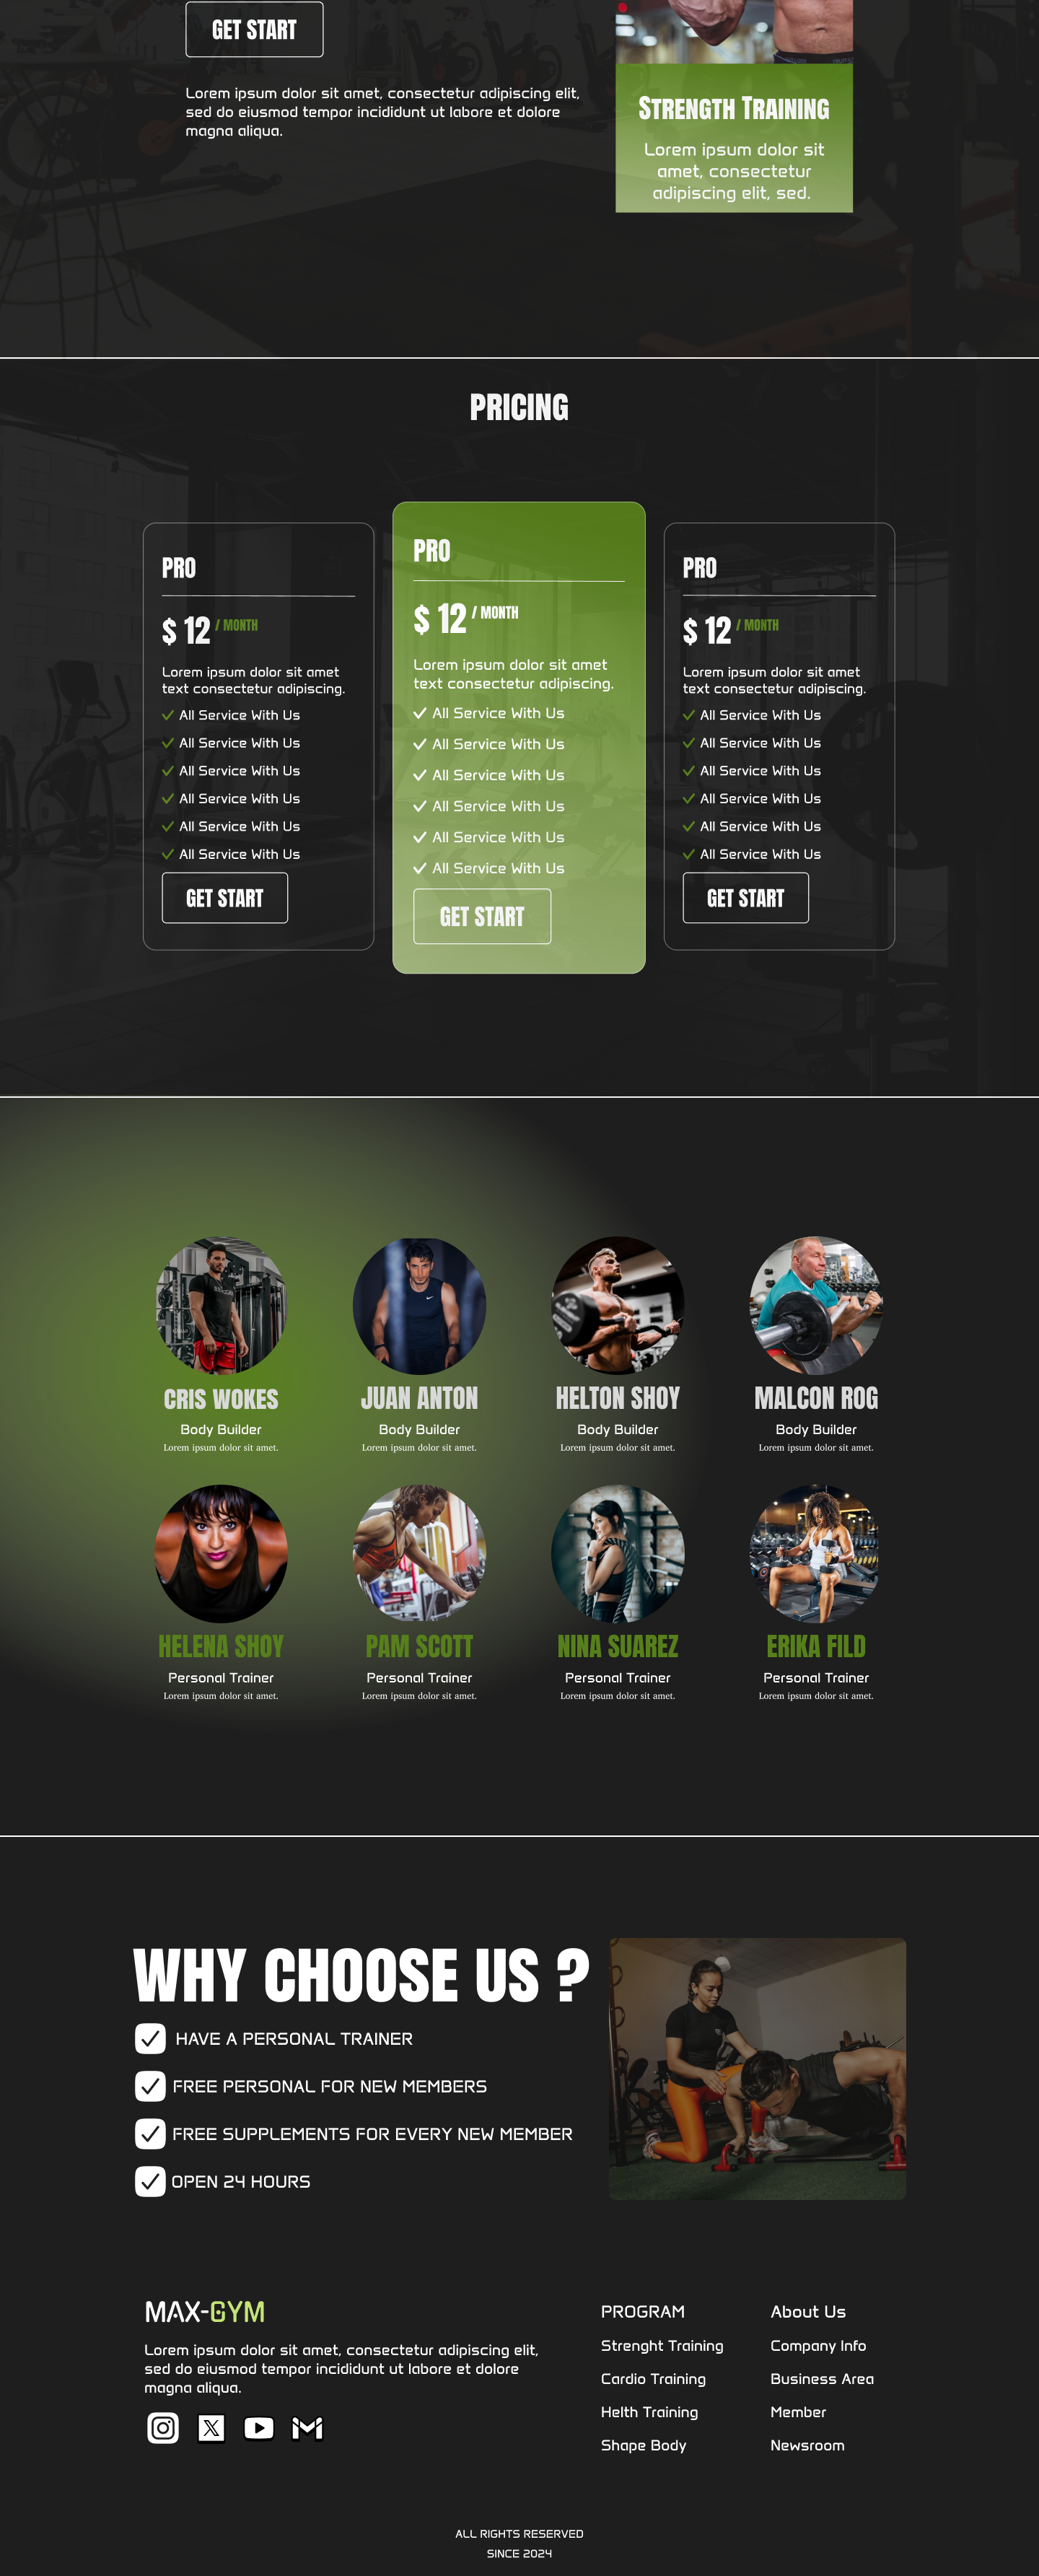 GET START
Lorem ipsum dolor sit amet, consectetur adipiscing elit,
sed do eiusmod tempor incididunt ut labore et dolore
magna aliqua.
STRENGTH TRAINING
Lorem ipsum dolor sit
amet, consectetur
adipiscing elit, sed.
PRICING
PRO
$ 12 / MONTH
Lorem ipsum dolor sit amet
text consectetur adipiscing.
All Service With Us
All Service With Us
All Service With Us
All Service With Us
All Service With Us
All Service With Us
GET START
PRO
$ 12 / MONTH
Lorem ipsum dolor sit amet
text consectetur adipiscing.
All Service With Us
All Service With Us
All Service With Us
All Service With Us
All Service With Us
All Service With Us
GET START
PRO
$ 12 / MONTH
Lorem ipsum dolor sit amet
text consectetur adipiscing.
All Service With Us
All Service With Us
All Service With Us
All Service With Us
All Service With Us
All Service With Us
GET START
CRIS WOKES
Body Builder
Lorem ipsum dolor sit amet.
JUAN ANTON
Body Builder
Lorem ipsum dolor sit amet.
HELTON SHOY
Body Builder
Lorem ipsum dolor sit amet.
MALCON ROG
Body Builder
Lorem ipsum dolor sit amet.
HELENA SHOY
Personal Trainer
Lorem ipsum dolor sit amet.
PAM SCOTT
Personal Trainer
Lorem ipsum dolor sit amet.
NINA SUAREZ
Personal Trainer
Lorem ipsum dolor sit amet.
ERIKA FILD
Personal Trainer
Lorem ipsum dolor sit amet.
WHY CHOOSE US ?
HAVE A PERSONAL TRAINER
FREE PERSONAL FOR NEW MEMBERS
FREE SUPPLEMENTS FOR EVERY NEW MEMBER
OPEN 24 HOURS
MAX-GYM
Lorem ipsum dolor sit amet, consectetur adipiscing elit,
sed do eiusmod tempor incididunt ut labore et dolore
magna aliqua.
PROGRAM
Strenght Training
Cardio Training
Helth Training
Shape Body
About Us
Company Info
Business Area
Member
Newsroom
ALL RIGHTS RESERVED
SINCE 2024